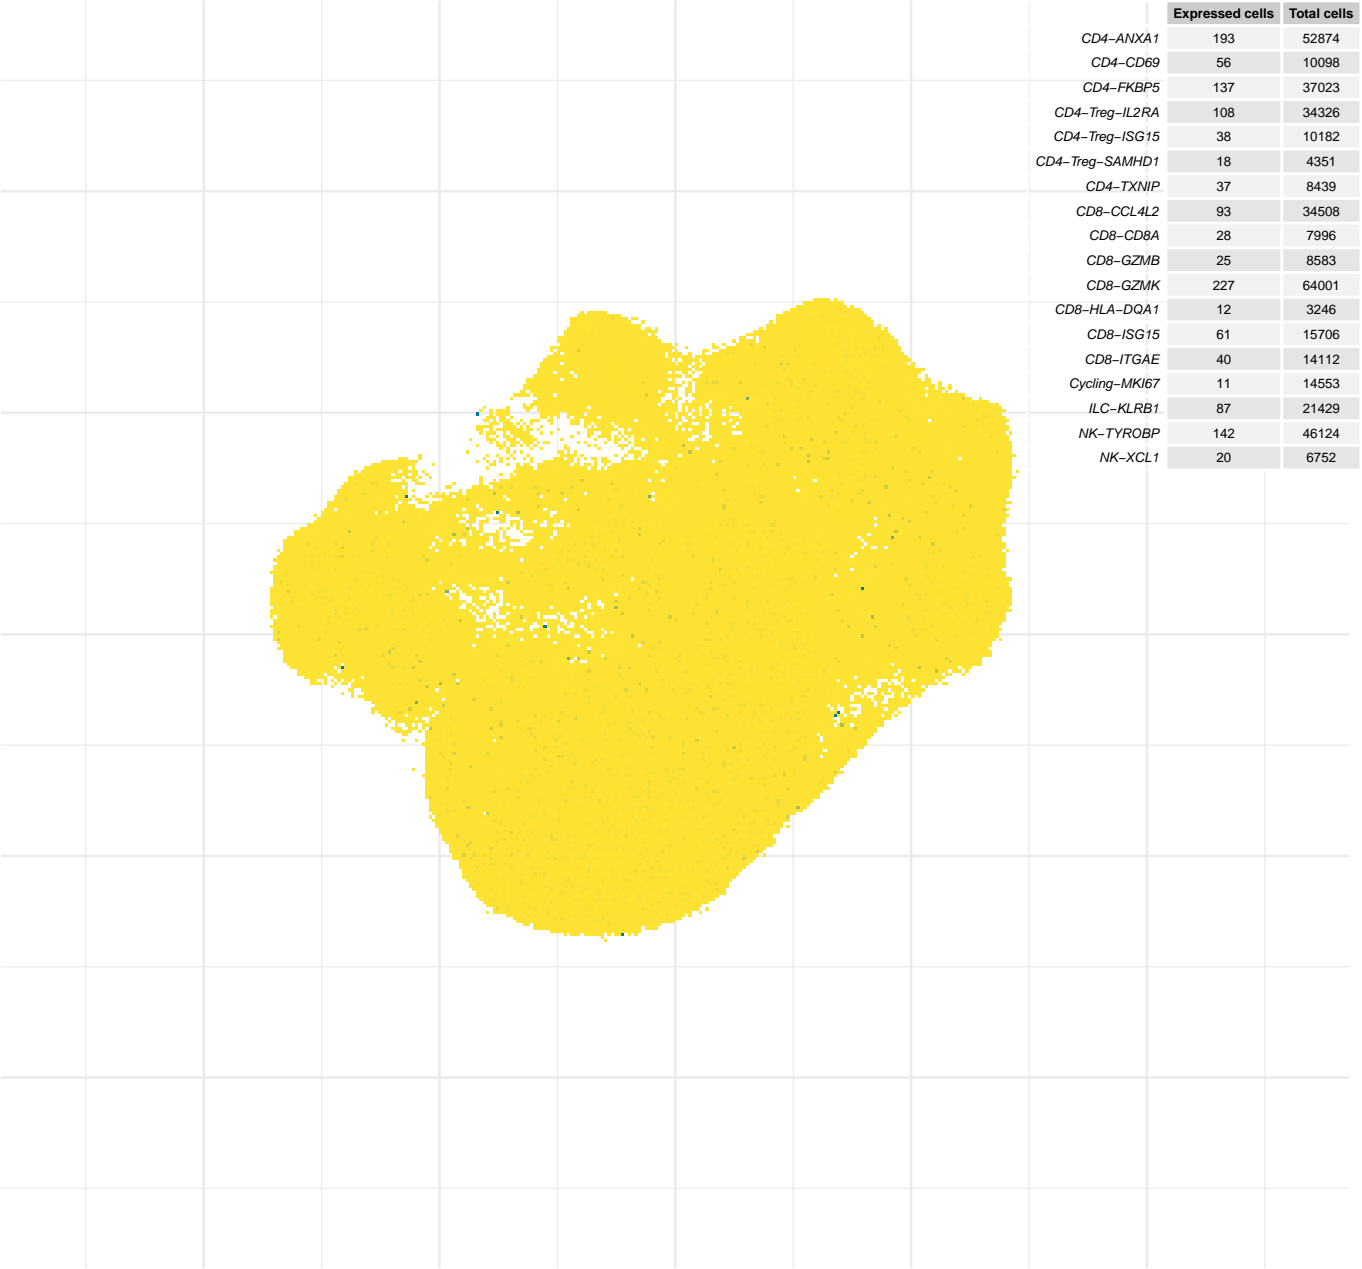 Expressed cells Total cells
CD4−ANXA1 193 52874
CD4−CD69 56 10098
CD4−FKBP5 137 37023
CD4−Treg−IL2RA 108 34326
CD4−Treg−ISG15 38 10182
CD4−Treg−SAMHD1 18 4351
CD4−TXNIP 37 8439
CD8−CCL4L2 93 34508
CD8−CD8A 28 7996
CD8−GZMB 25 8583
CD8−GZMK 227 64001
CD8−HLA−DQA1 12 3246
CD8−ISG15 61 15706
CD8−ITGAE 40 14112
Cycling−MKI67 11 14553
ILC−KLRB1 87 21429
NK−TYROBP 142 46124
NK−XCL1 20 6752